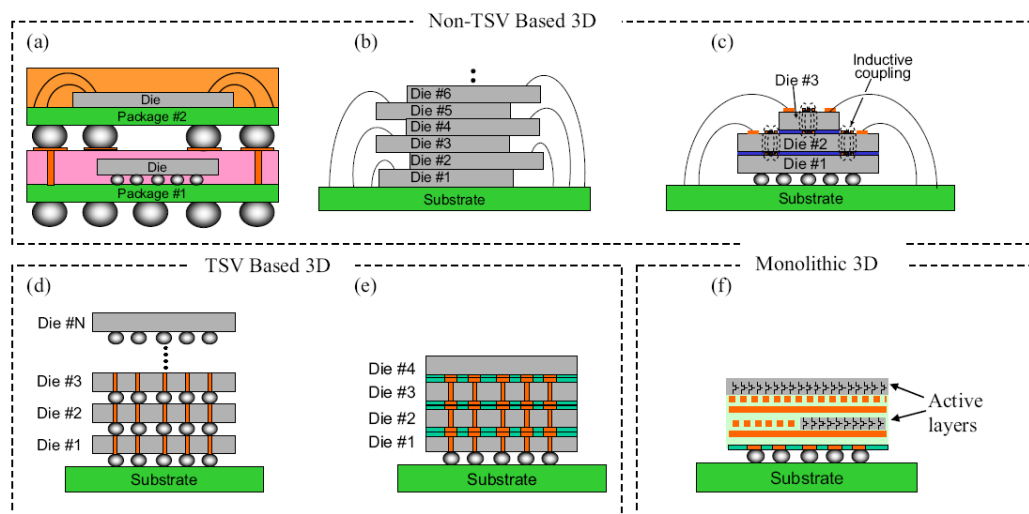 Non-TSV Based 3D
(a)
Die
Package #2
Die
Package #1
(b)
Die #6
Die #5
Die #4
Die #3
Die #2
Die #1
Substrate
(c)
Inductive
coupling
Die #3
Die #2
Die #1
Substrate
TSV Based 3D
(d)
Die #N
Die #3
Die #2
Die #1
Substrate
(e)
Die #4
Die #3
Die #2
Die #1
Substrate
Monolithic 3D
(f)
Active
layers
Substrate